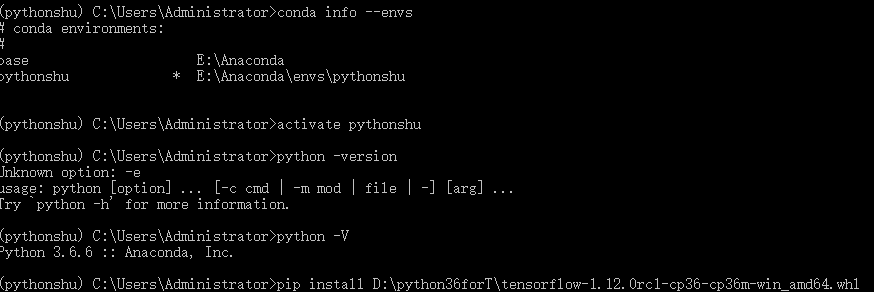 (pythonshu) C:\Users\Administrator>conda info --envs
# conda environments:
#
base E:\Anaconda
pythonshu * E:\Anaconda\envs\pythonshu
(pythonshu) C:\Users\Administrator>activate pythonshu
(pythonshu) C:\Users\Administrator>python -version
Unknown option: -e
usage: python [option] ... [-c cmd | -m mod | file | -] [arg] ...
Try `python -h' for more information.
(pythonshu) C:\Users\Administrator>python -V
Python 3.6.6 :: Anaconda, Inc.
(pythonshu) C:\Users\Administrator>pip install D:\python36forT\tensorflow-1.12.0rc1-cp36-cp36m-win_amd64.whl